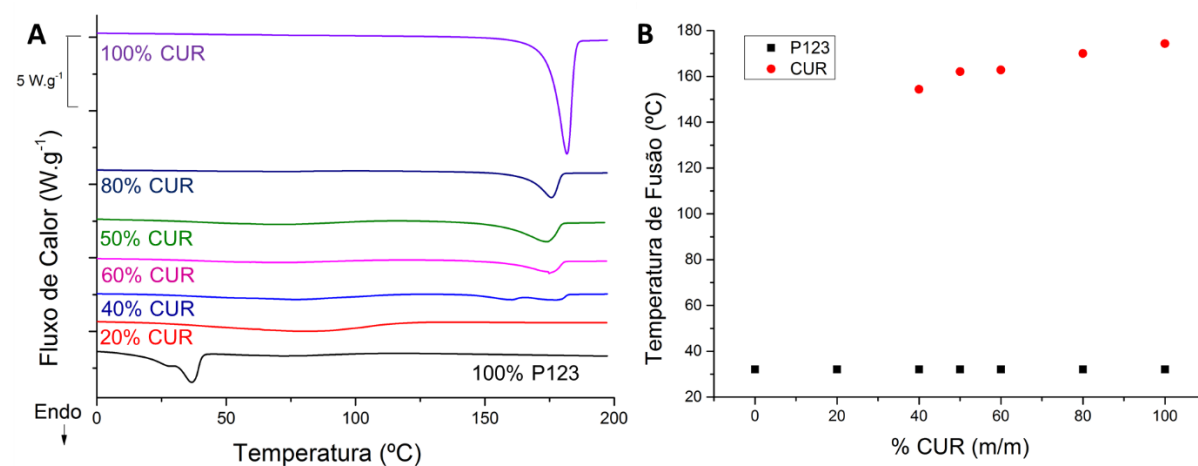 A
5 W.g⁻¹
100% CUR
80% CUR
50% CUR
60% CUR
40% CUR
20% CUR
100% P123
Fluxo de Calor (W.g⁻¹)
Endo
0 50 100 150 200
Temperatura (ºC)
B
P123
CUR
Temperatura de Fusão (ºC)
180
160
140
120
100
80
60
40
20
0 20 40 60 80 100
% CUR (m/m)